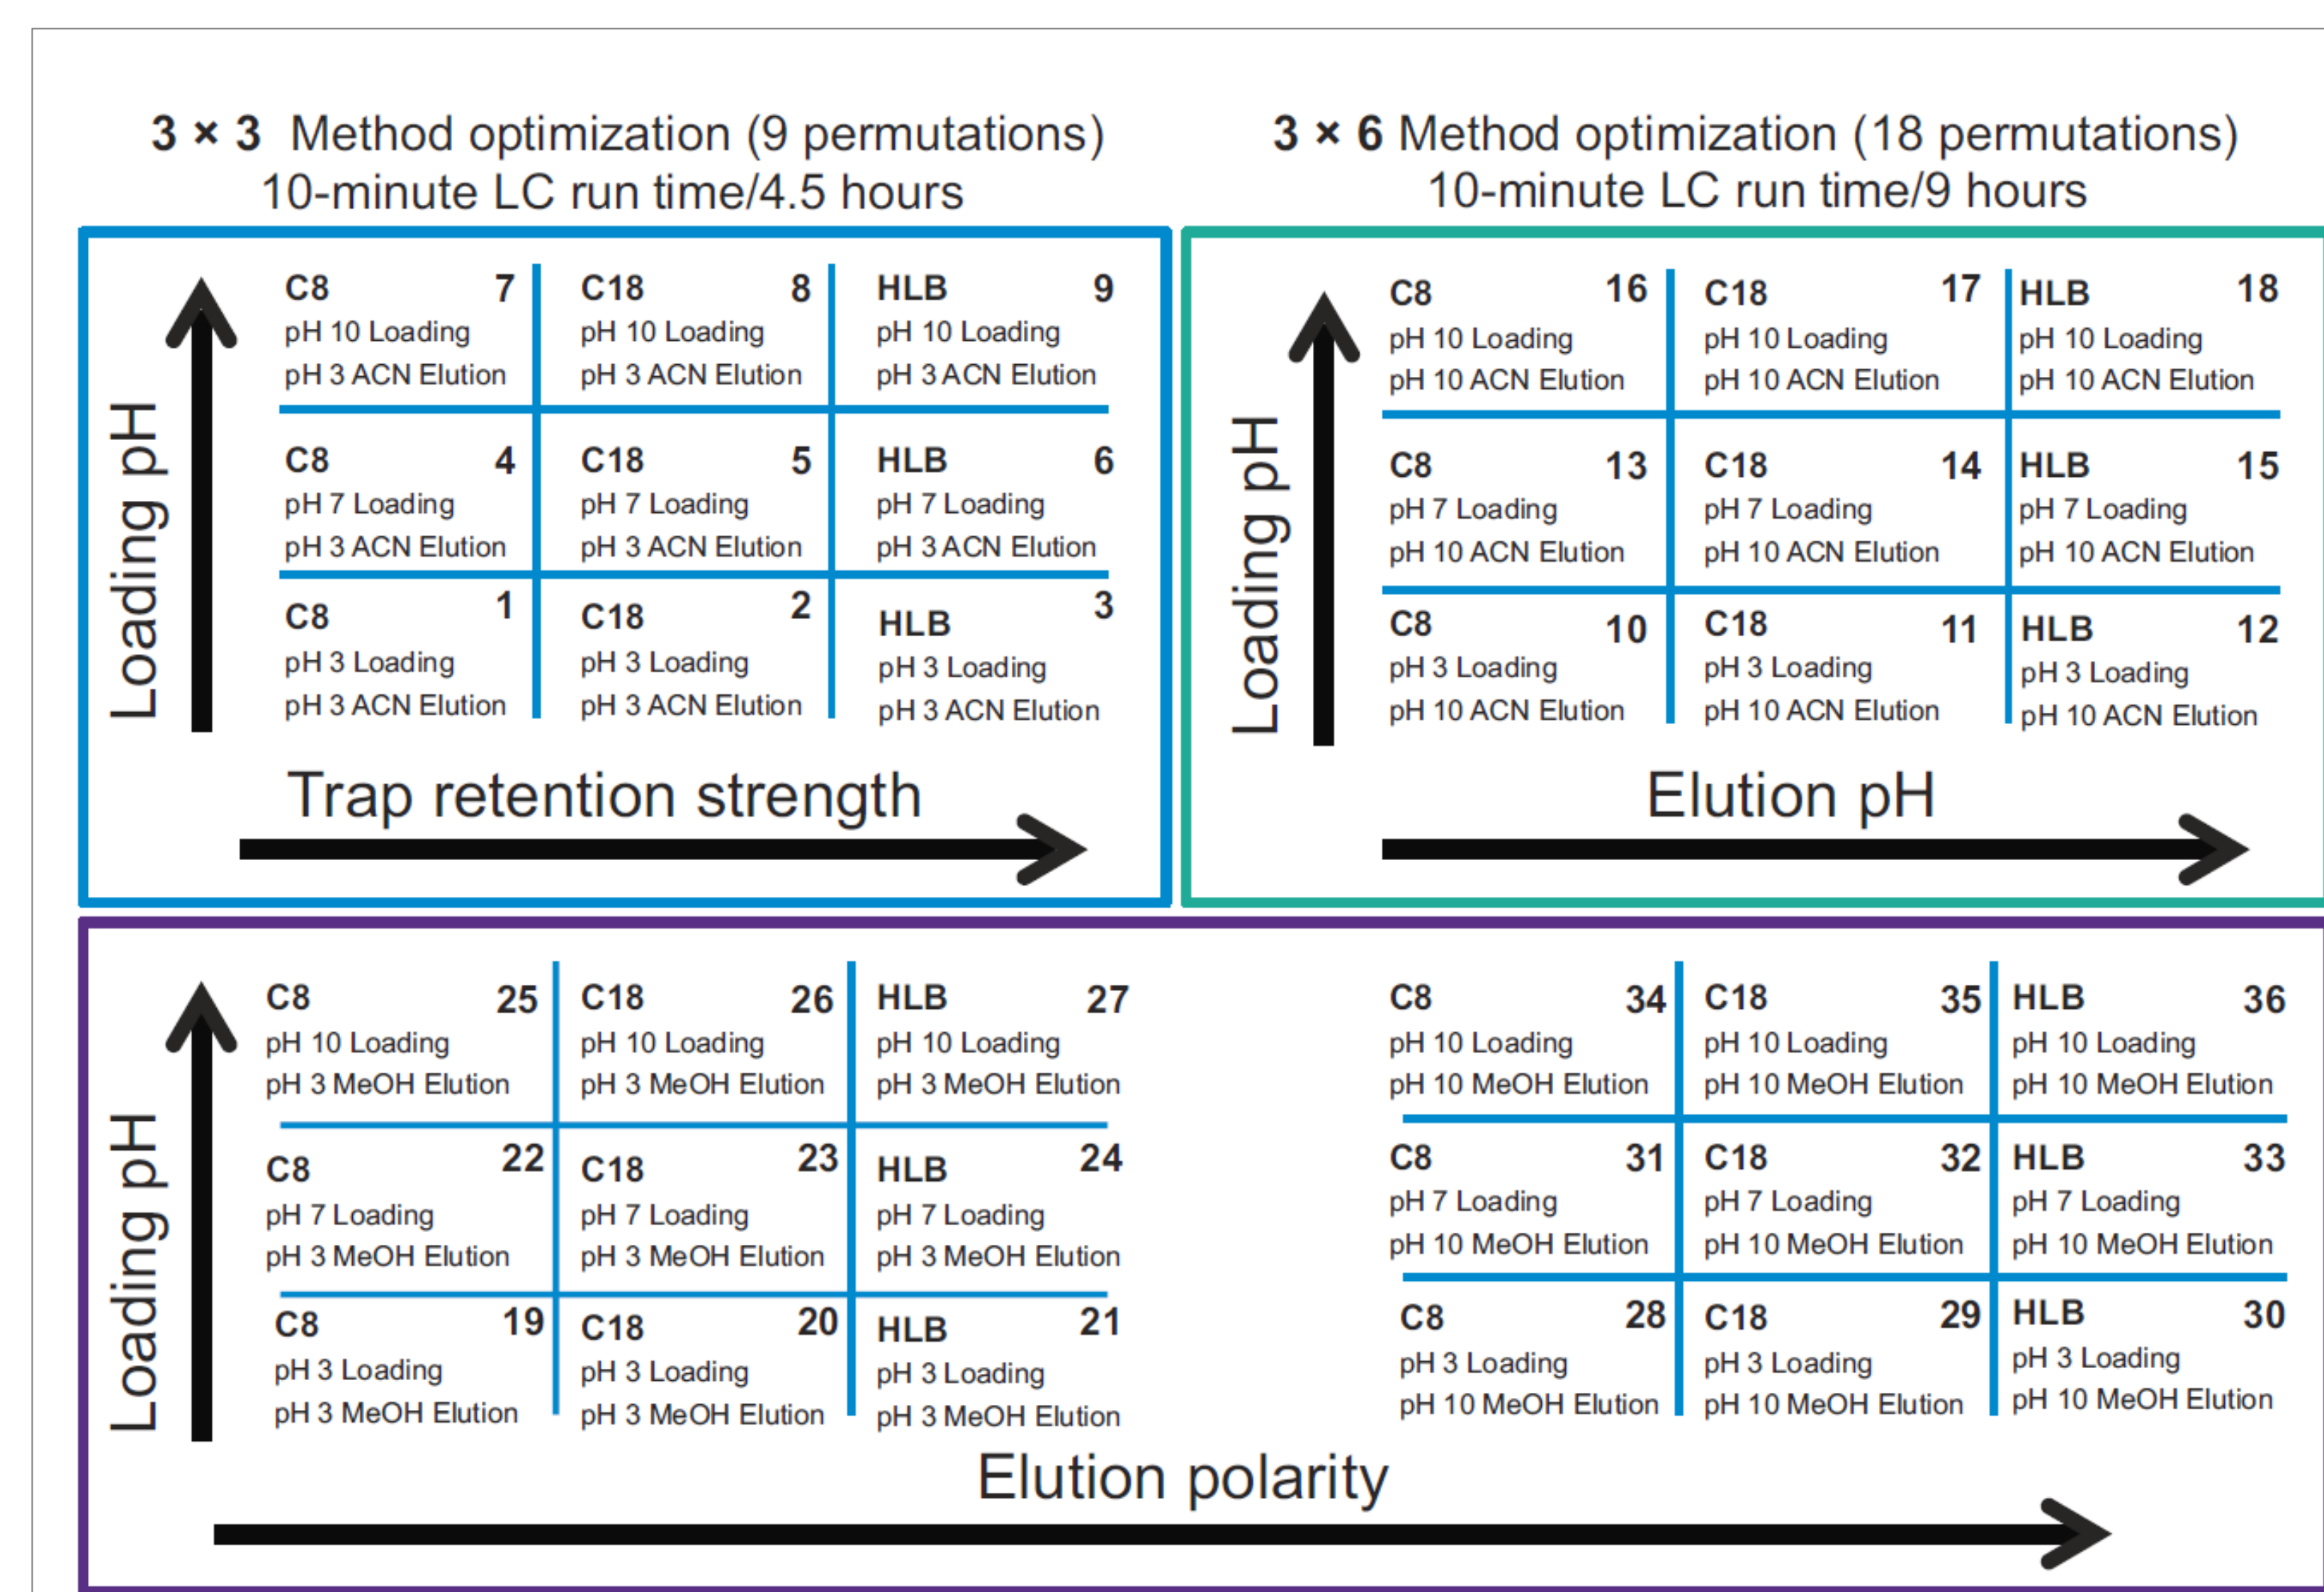 3 × 3 Method optimization (9 permutations)
10-minute LC run time/4.5 hours
3 × 6 Method optimization (18 permutations)
10-minute LC run time/9 hours
Loading pH
C8 7
pH 10 Loading
pH 3 ACN Elution
C18 8
pH 10 Loading
pH 3 ACN Elution
HLB 9
pH 10 Loading
pH 3 ACN Elution
C8 4
pH 7 Loading
pH 3 ACN Elution
C18 5
pH 7 Loading
pH 3 ACN Elution
HLB 6
pH 7 Loading
pH 3 ACN Elution
C8 1
pH 3 Loading
pH 3 ACN Elution
C18 2
pH 3 Loading
pH 3 ACN Elution
HLB 3
pH 3 Loading
pH 3 ACN Elution
Trap retention strength
Loading pH
C8 16
pH 10 Loading
pH 10 ACN Elution
C18 17
pH 10 Loading
pH 10 ACN Elution
HLB 18
pH 10 Loading
pH 10 ACN Elution
C8 13
pH 7 Loading
pH 10 ACN Elution
C18 14
pH 7 Loading
pH 10 ACN Elution
HLB 15
pH 7 Loading
pH 10 ACN Elution
C8 10
pH 3 Loading
pH 10 ACN Elution
C18 11
pH 3 Loading
pH 10 ACN Elution
HLB 12
pH 3 Loading
pH 10 ACN Elution
Elution pH
Loading pH
C8 25
pH 10 Loading
pH 3 MeOH Elution
C18 26
pH 10 Loading
pH 3 MeOH Elution
HLB 27
pH 10 Loading
pH 3 MeOH Elution
C8 22
pH 7 Loading
pH 3 MeOH Elution
C18 23
pH 7 Loading
pH 3 MeOH Elution
HLB 24
pH 7 Loading
pH 3 MeOH Elution
C8 19
pH 3 Loading
pH 3 MeOH Elution
C18 20
pH 3 Loading
pH 3 MeOH Elution
HLB 21
pH 3 Loading
pH 3 MeOH Elution
C8 34
pH 10 Loading
pH 10 MeOH Elution
C18 35
pH 10 Loading
pH 10 MeOH Elution
HLB 36
pH 10 Loading
pH 10 MeOH Elution
C8 31
pH 7 Loading
pH 10 MeOH Elution
C18 32
pH 7 Loading
pH 10 MeOH Elution
HLB 33
pH 7 Loading
pH 10 MeOH Elution
C8 28
pH 3 Loading
pH 10 MeOH Elution
C18 29
pH 3 Loading
pH 10 MeOH Elution
HLB 30
pH 3 Loading
pH 10 MeOH Elution
Elution polarity